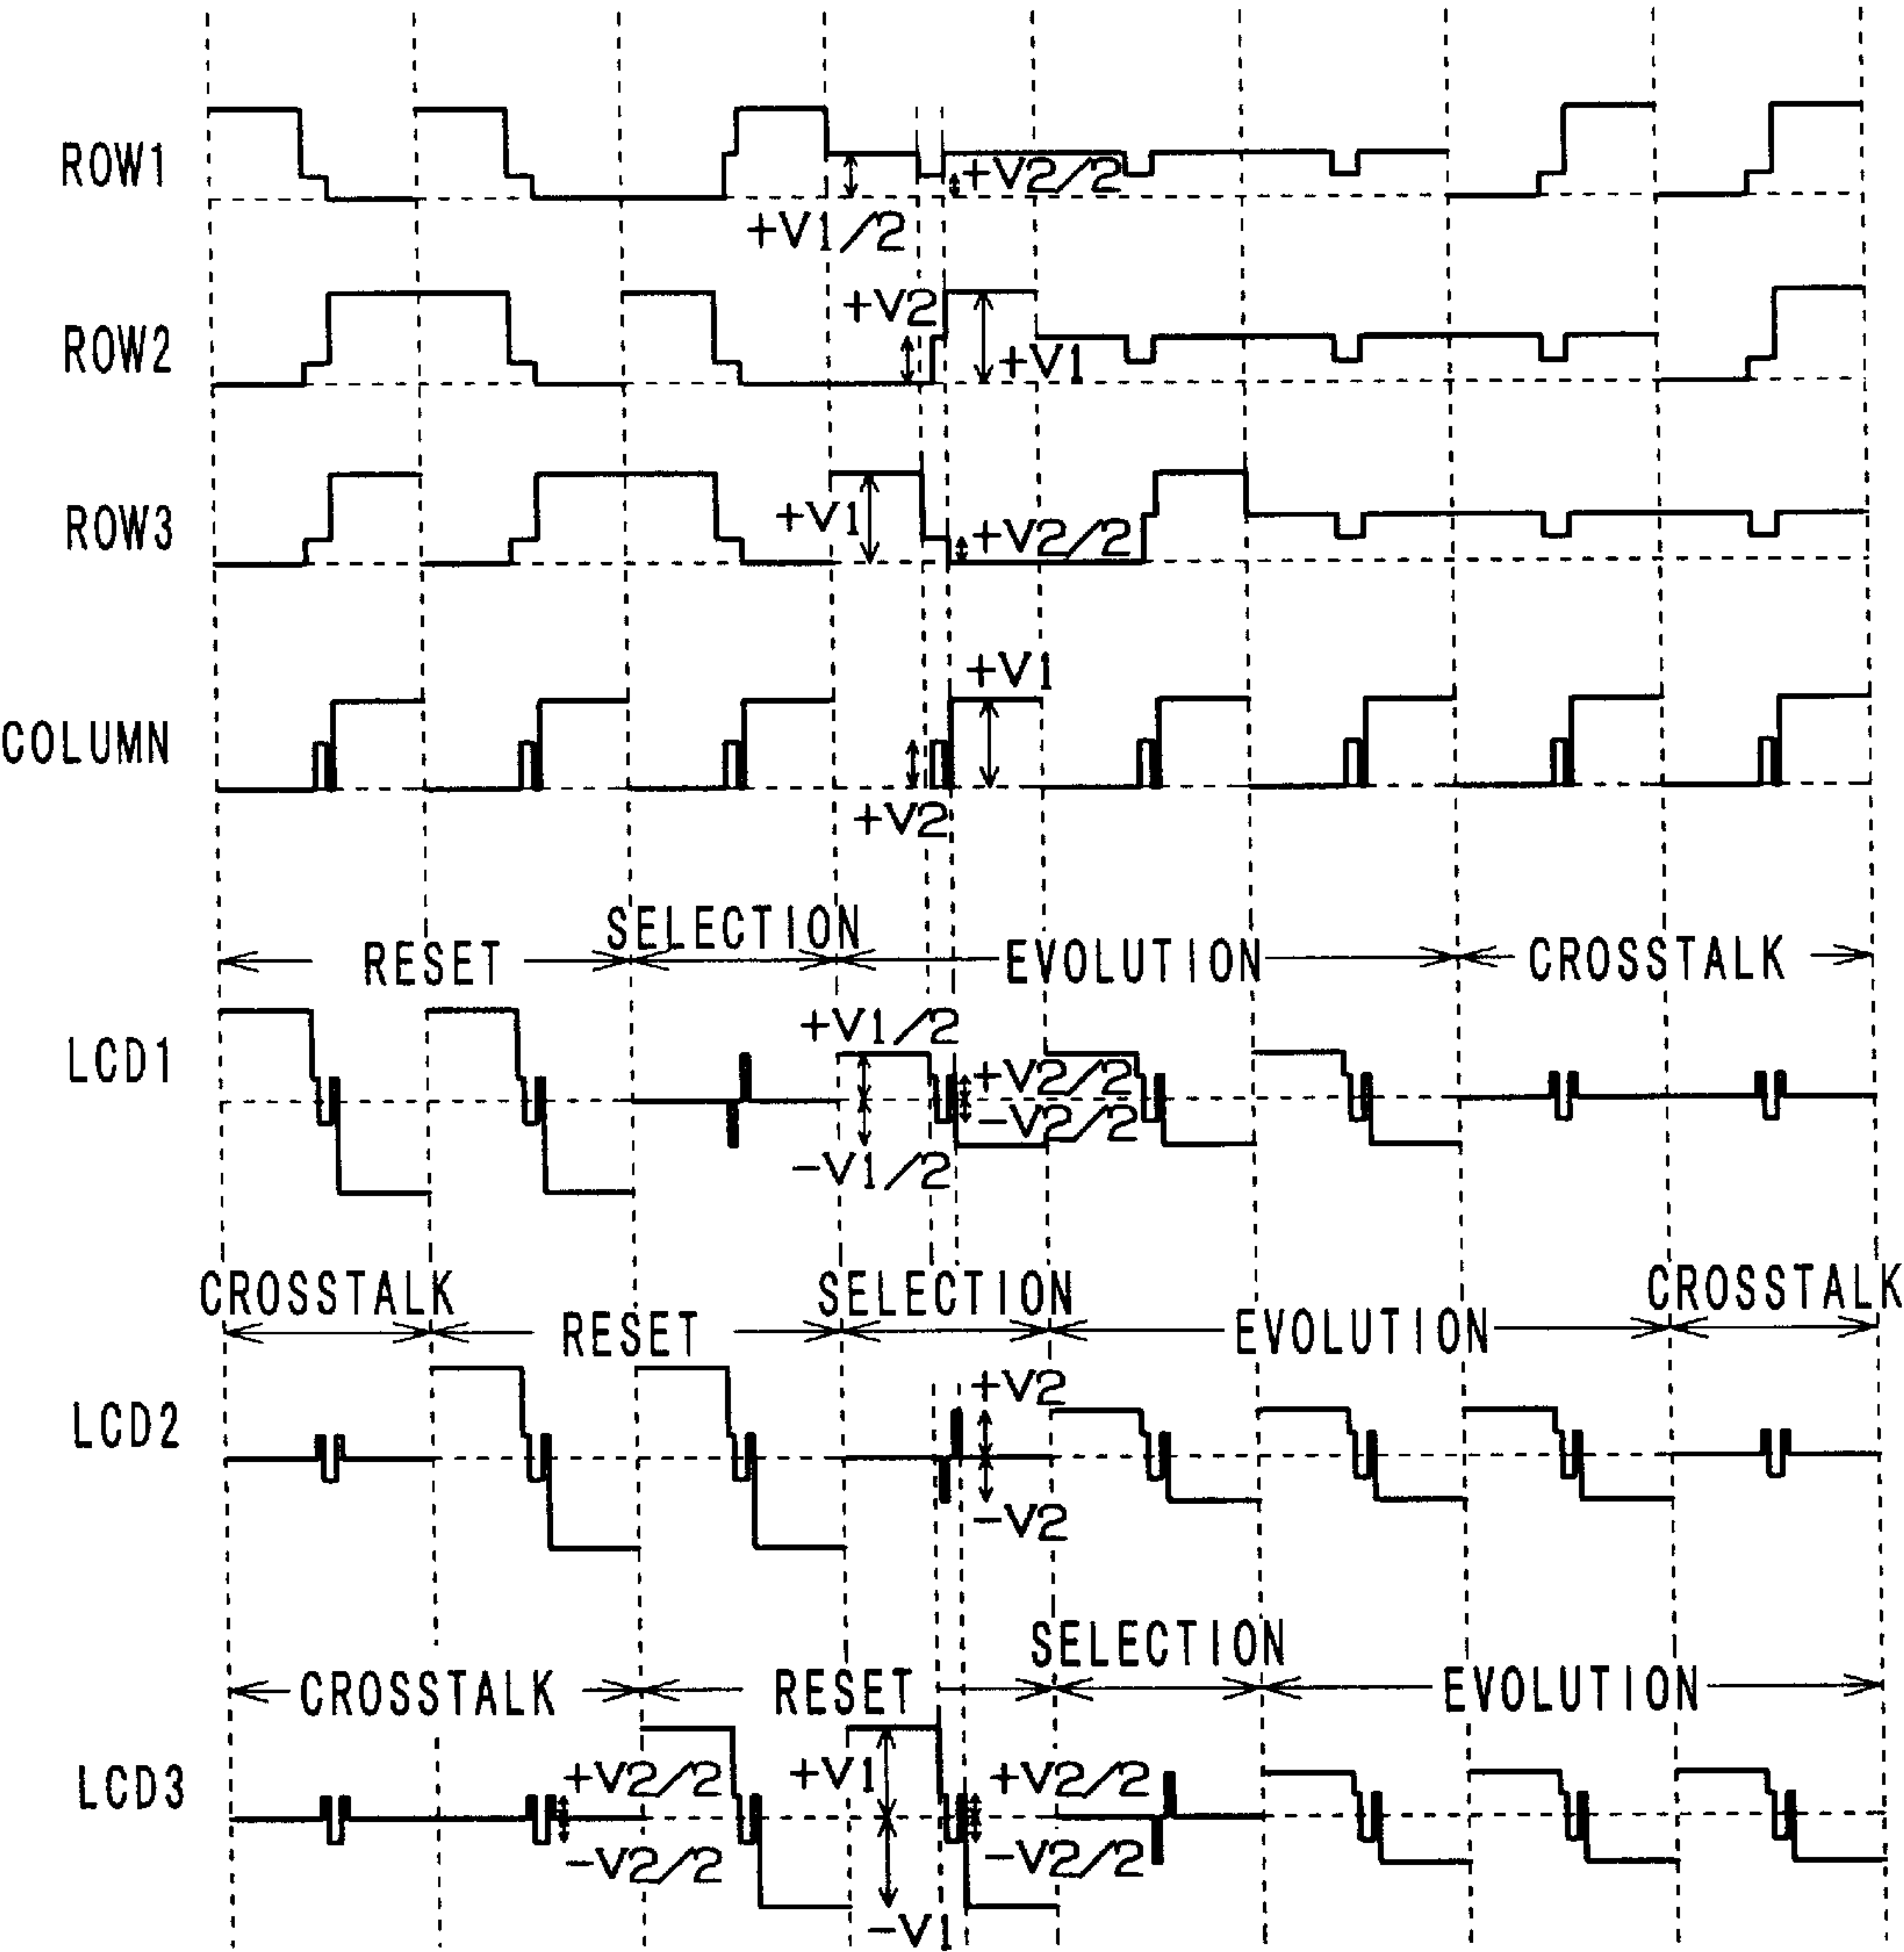 ROW1
+V2/2
+V1/2
ROW2
+V2
+V1
ROW3
+V1
+V2/2
COLUMN
+V1
+V2
SELECTION
RESET
EVOLUTION
CROSSTALK
LCD1
+V1/2
+V2/2
-V2/2
-V1/2
CROSSTALK
SELECTION
CROSSTALK
RESET
EVOLUTION
LCD2
+V2
-V2
SELECTION
CROSSTALK
RESET
EVOLUTION
LCD3
+V2/2
+V1
+V2/2
-V2/2
-V2/2
-V1